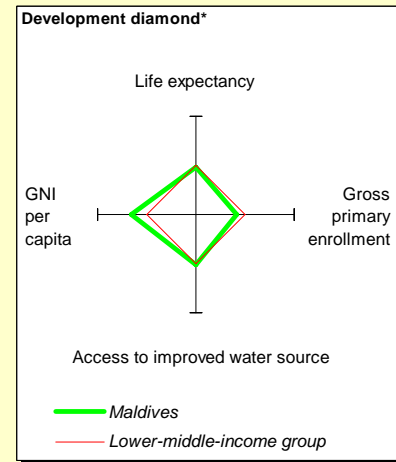 Development diamond*
Life expectancy
GNI
per
capita
Gross
primary
enrollment
Access to improved water source
Maldives
Lower-middle-income group